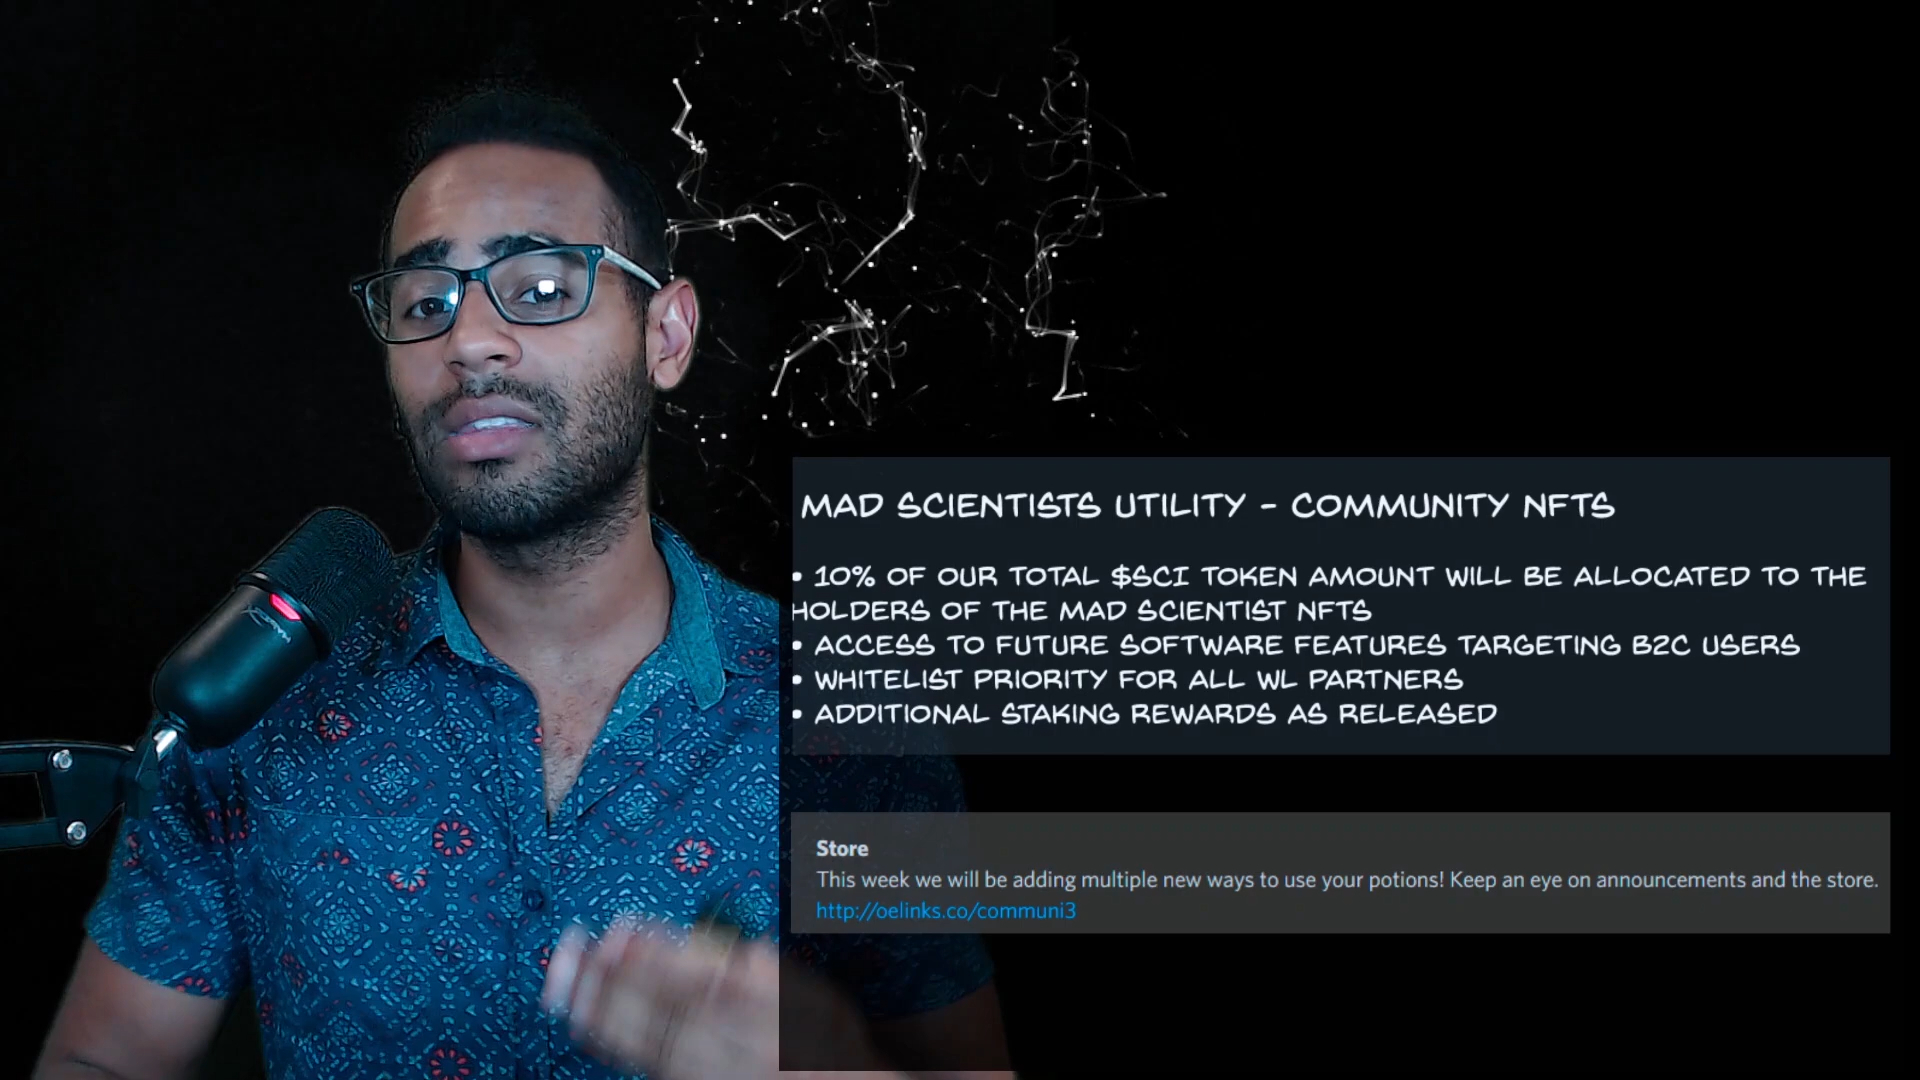 MAD SCIENTISTS UTILITY - COMMUNITY NFTS
• 10% OF OUR TOTAL $SCI TOKEN AMOUNT WILL BE ALLOCATED TO THE
HOLDERS OF THE MAD SCIENTIST NFTS
• ACCESS TO FUTURE SOFTWARE FEATURES TARGETING B2C USERS
• WHITELIST PRIORITY FOR ALL WL PARTNERS
• ADDITIONAL STAKING REWARDS AS RELEASED
Store
This week we will be adding multiple new ways to use your potions! Keep an eye on announcements and the store.
http://oelinks.co/communi3
HYPERX